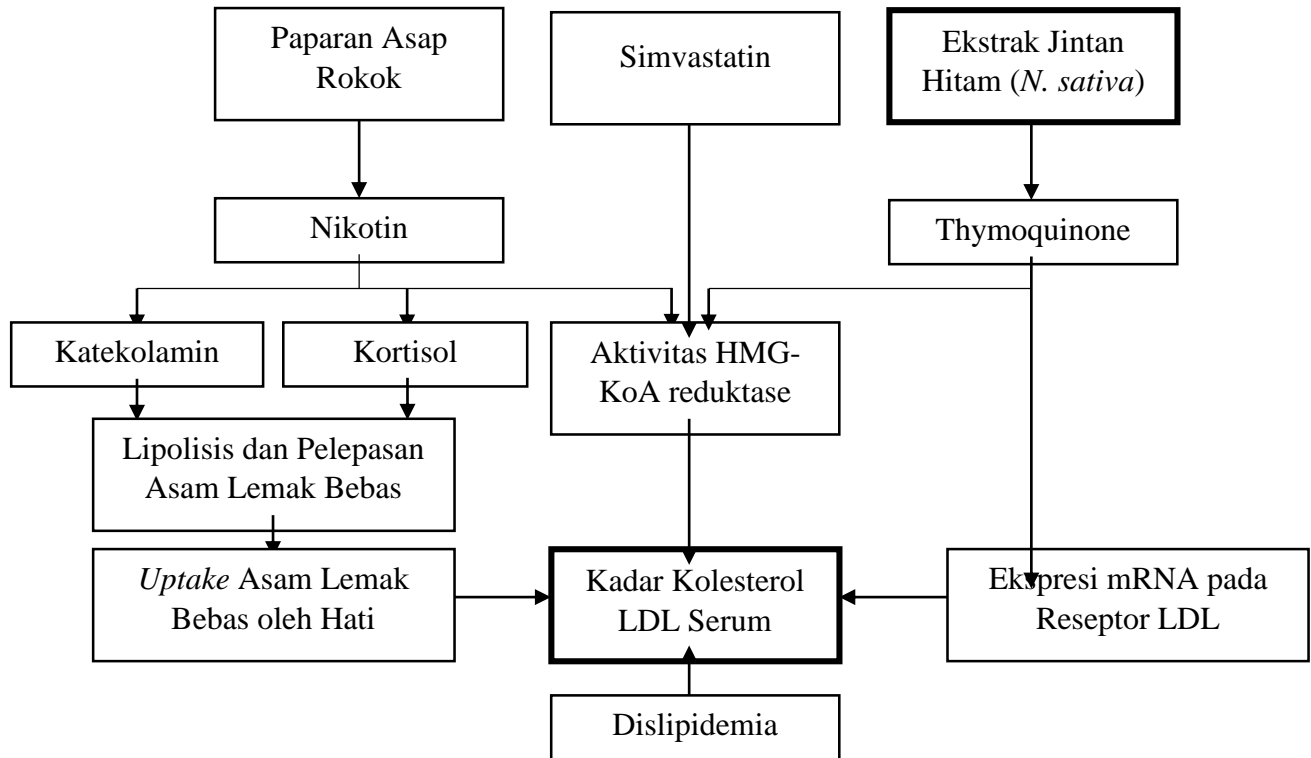 Paparan Asap
Rokok
Simvastatin
Ekstrak Jintan
Hitam (N. sativa)
Nikotin
Thymoquinone
Katekolamin
Kortisol
Aktivitas HMG-
KoA reduktase
Lipolisis dan Pelepasan
Asam Lemak Bebas
Uptake Asam Lemak
Bebas oleh Hati
Kadar Kolesterol
LDL Serum
Ekspresi mRNA pada
Reseptor LDL
Dislipidemia